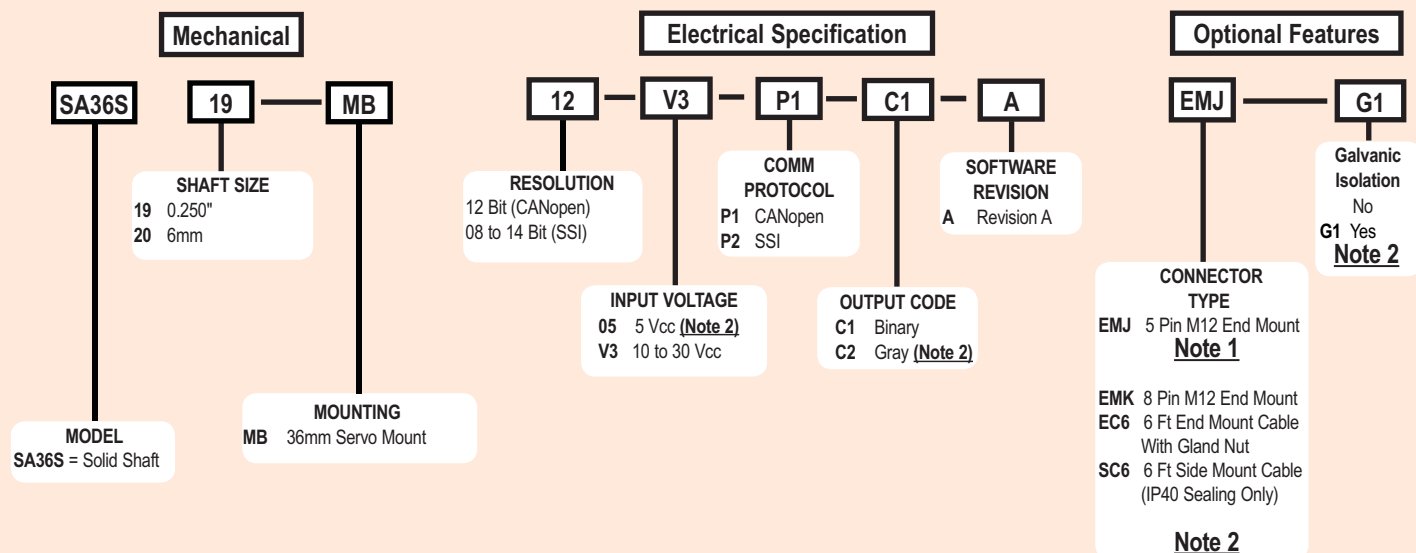 Mechanical
Electrical Specification
Optional Features
SA36S
19
MB
12
V3
P1
C1
A
EMJ
G1
SHAFT SIZE
19 0.250"
20 6mm
RESOLUTION
12 Bit (CANopen)
08 to 14 Bit (SSI)
COMM
PROTOCOL
P1 CANopen
P2 SSI
SOFTWARE
REVISION
A Revision A
Galvanic
Isolation
No
G1 Yes
Note 2
INPUT VOLTAGE
05 5 Vcc (Note 2)
V3 10 to 30 Vcc
OUTPUT CODE
C1 Binary
C2 Gray (Note 2)
CONNECTOR
TYPE
EMJ 5 Pin M12 End Mount
Note 1
EMK 8 Pin M12 End Mount
EC6 6 Ft End Mount Cable
With Gland Nut
SC6 6 Ft Side Mount Cable
(IP40 Sealing Only)
Note 2
MOUNTING
MB 36mm Servo Mount
MODEL
SA36S = Solid Shaft